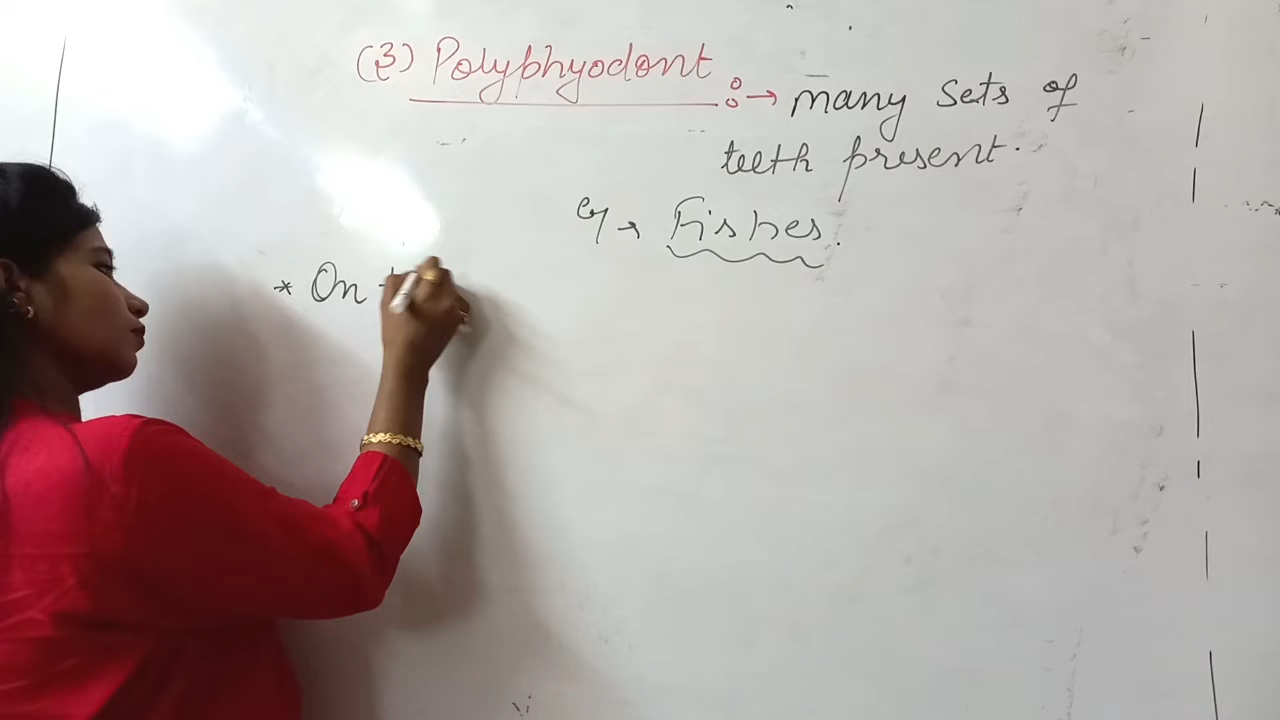 (3) Polyphyodont :→ many sets of
teeth present.
eg → Fishes.
* On